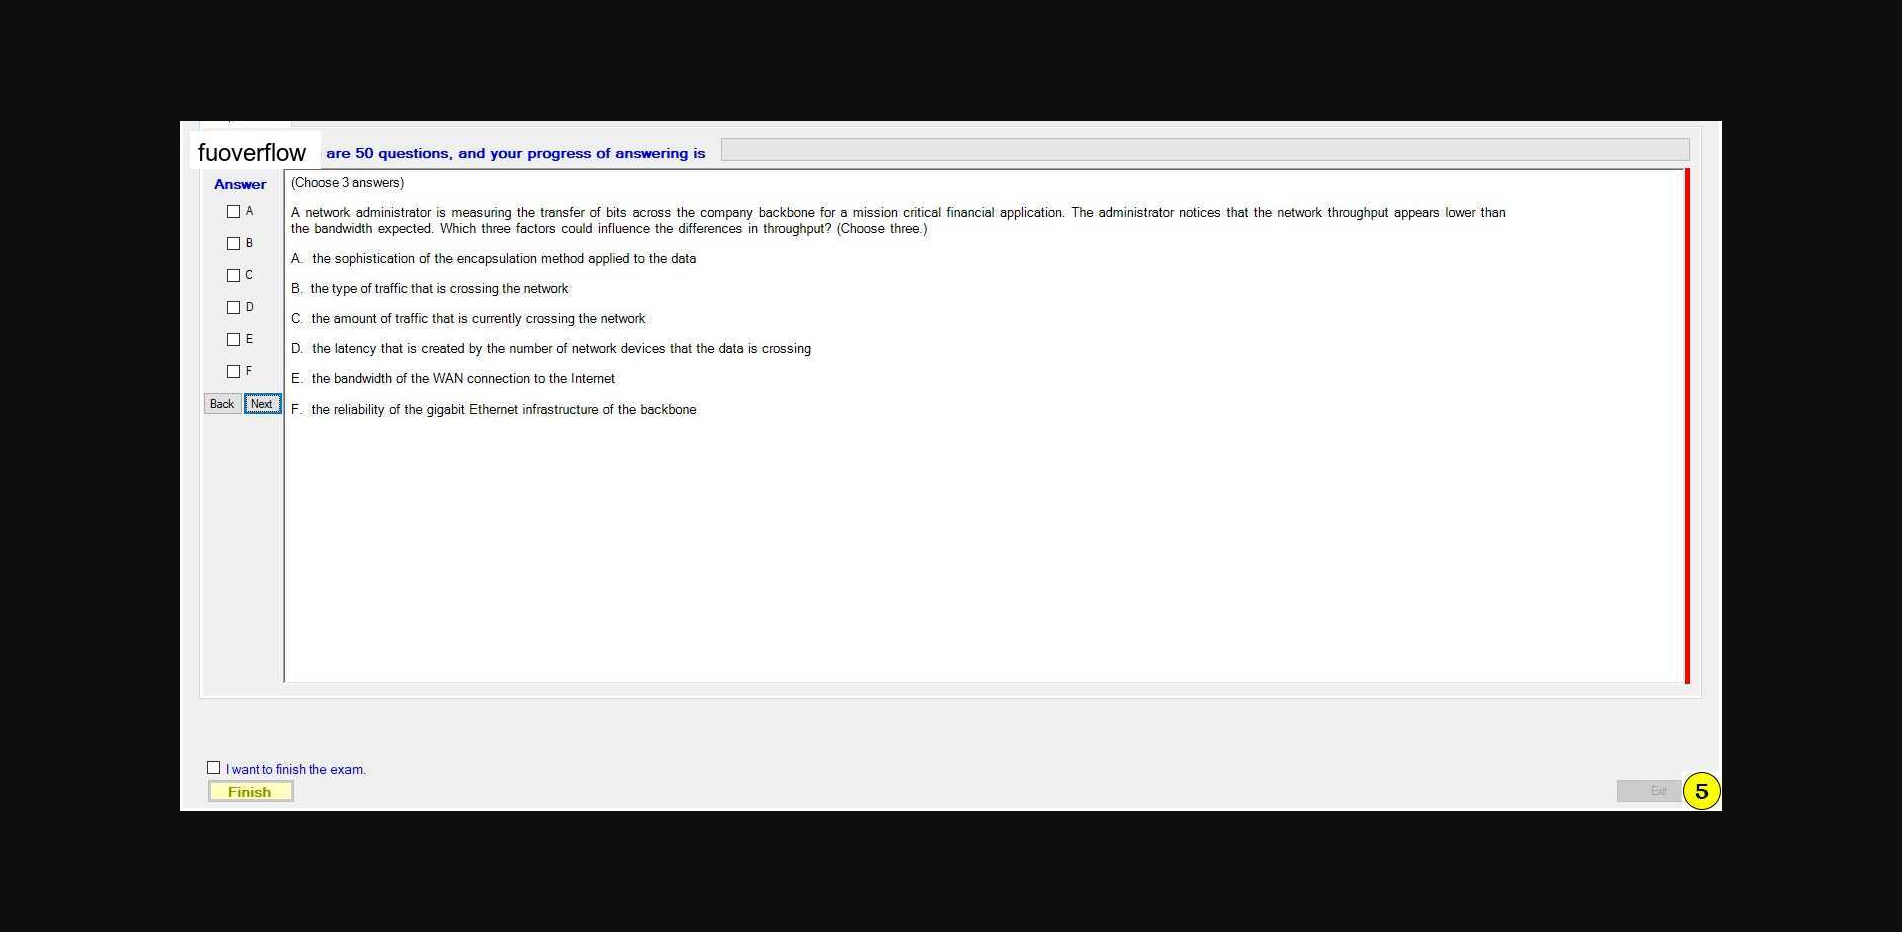 fuoverflow are 50 questions, and your progress of answering is
Answer
A
B
C
D
E
F
Back Next
(Choose 3 answers)
A network administrator is measuring the transfer of bits across the company backbone for a mission critical financial application. The administrator notices that the network throughput appears lower than
the bandwidth expected. Which three factors could influence the differences in throughput? (Choose three.)
A. the sophistication of the encapsulation method applied to the data
B. the type of traffic that is crossing the network
C. the amount of traffic that is currently crossing the network
D. the latency that is created by the number of network devices that the data is crossing
E. the bandwidth of the WAN connection to the Internet
F. the reliability of the gigabit Ethernet infrastructure of the backbone
I want to finish the exam.
Finish
Exit
5